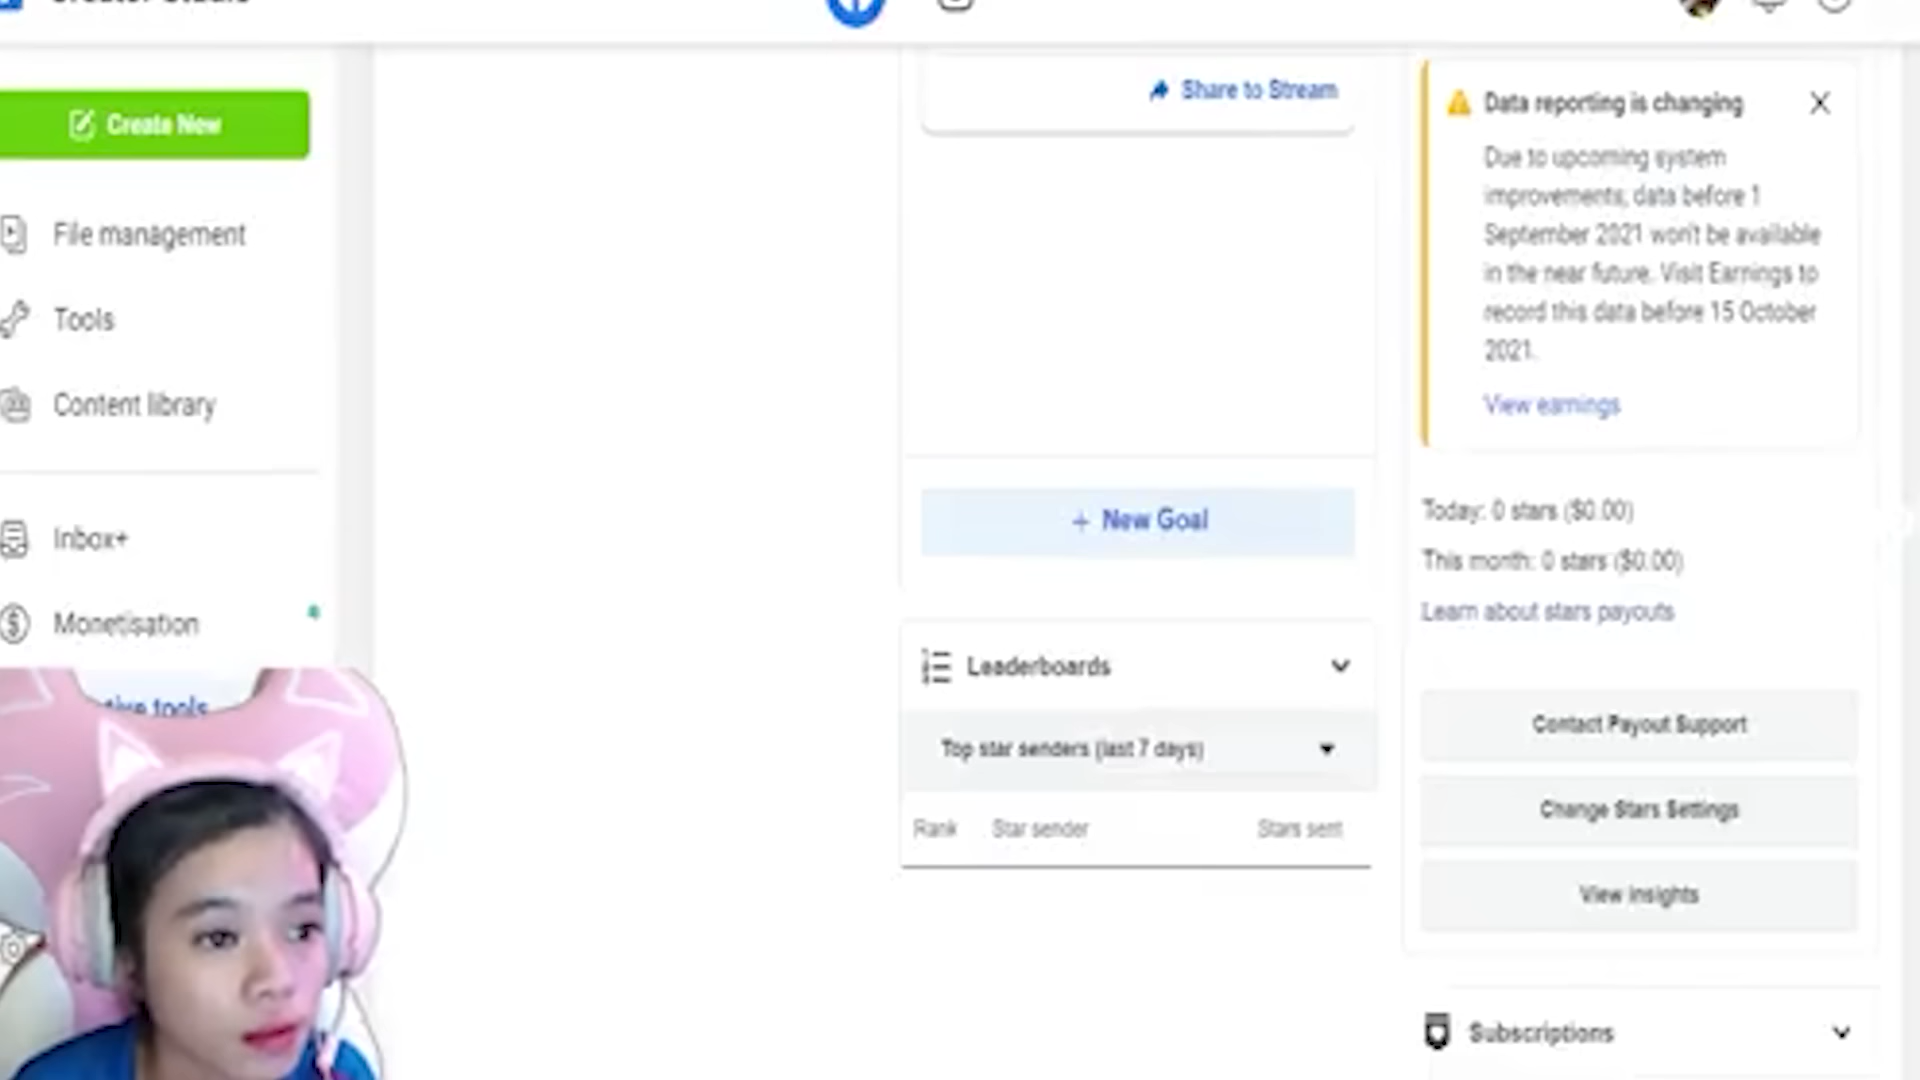 Creator Studio
Create New
File management
Tools
Content library
Inbox+
Monetisation
tive tools
Share to Stream
+ New Goal
Leaderboards
Top star senders (last 7 days)
Rank Star sender Stars sent
Data reporting is changing
Due to upcoming system
improvements, data before 1
September 2021 won't be available
in the near future. Visit Earnings to
record this data before 15 October
2021.
View earnings
Today: 0 stars ($0.00)
This month: 0 stars ($0.00)
Learn about stars payouts
Contact Payout Support
Change Stars Settings
View Insights
Subscriptions